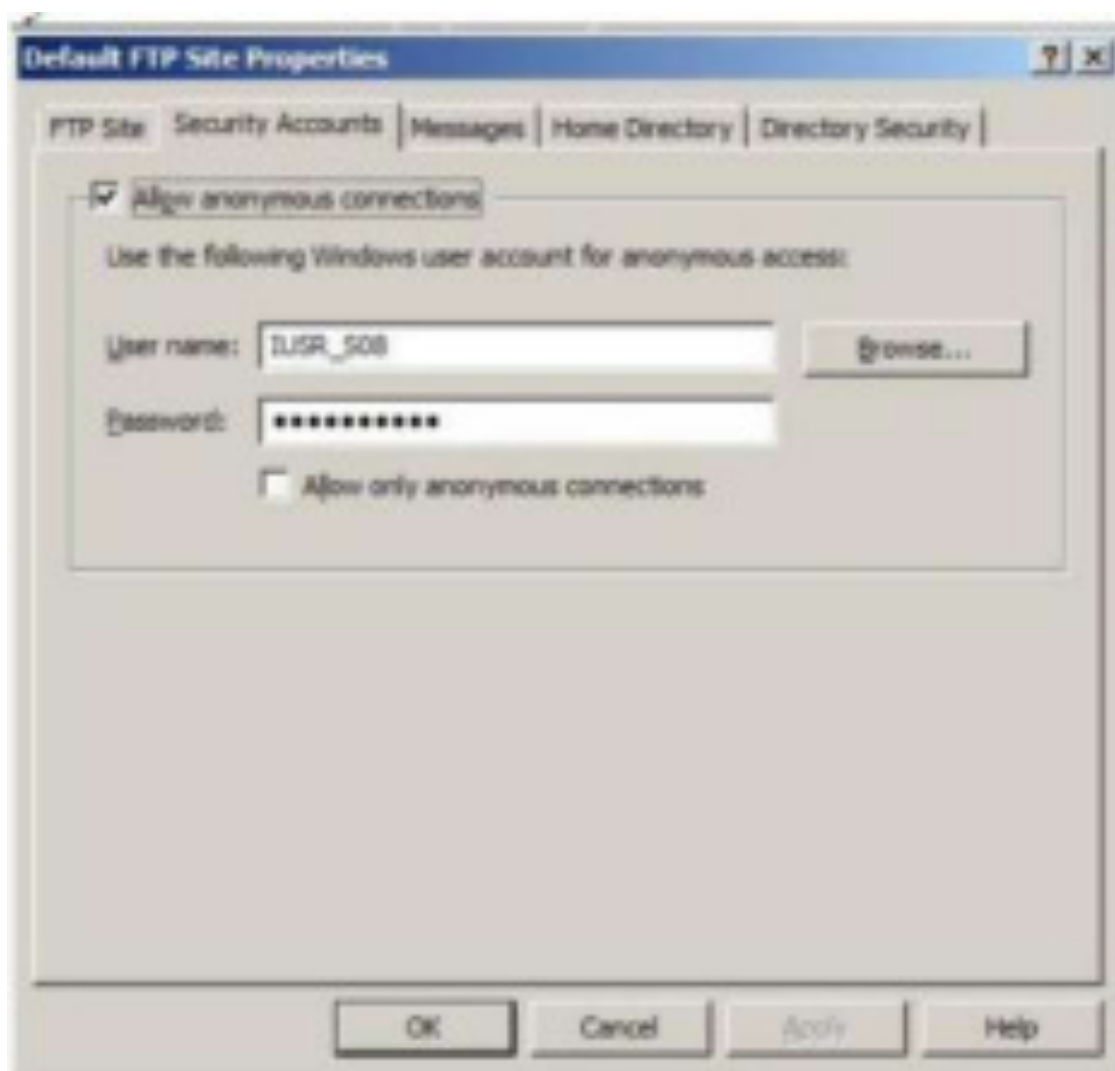 Default FTP Site Properties
FTP Site Security Accounts Messages Home Directory Directory Security
Allow anonymous connections
Use the following Windows user account for anonymous access:
User name: IUSR_S08 Browse...
Password: ••••••••••
Allow only anonymous connections
OK Cancel Apply Help